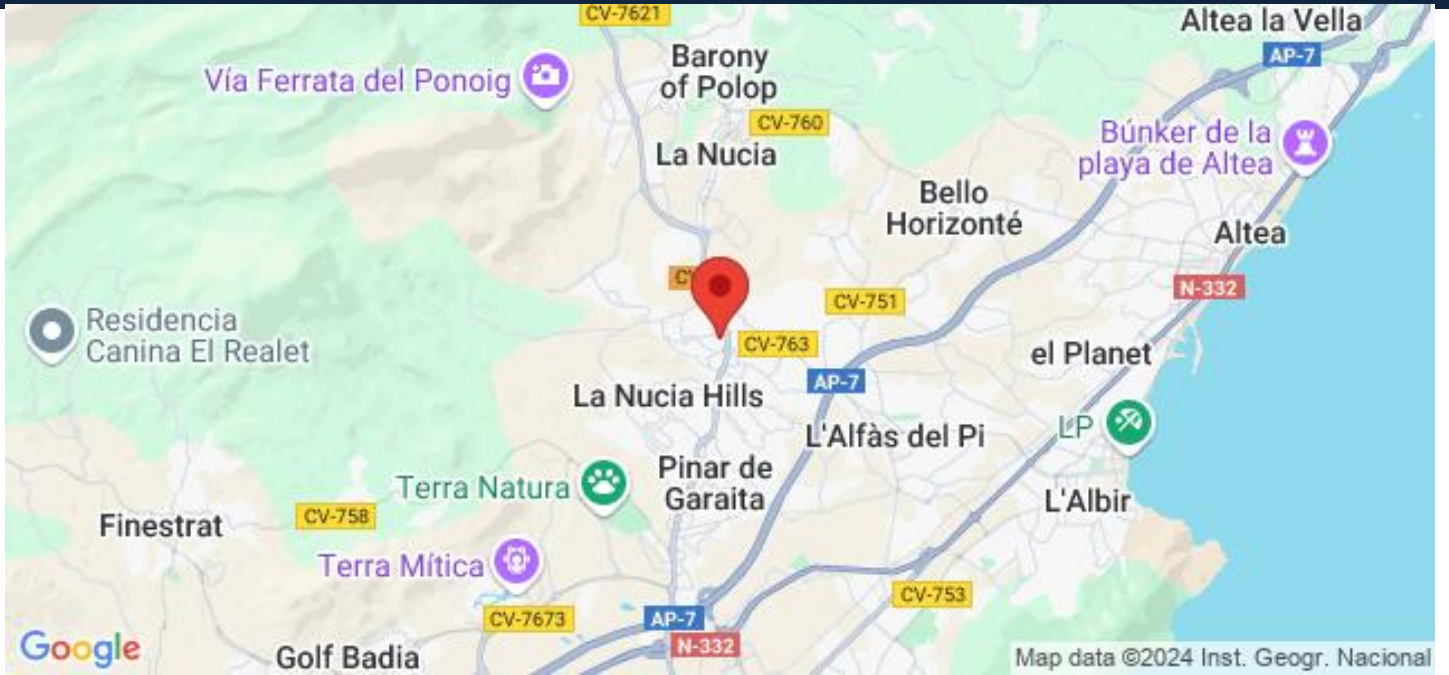 CV-7621
Altea la Vella
AP-7
Barony
of Polop
Vía Ferrata del Ponoig
CV-760
La Nucia
Búnker de la
playa de Altea
Bello
Horizonté
Altea
N-332
CV-751
Residencia
Canina El Realet
CV-763
el Planet
AP-7
La Nucia Hills
L'Alfàs del Pi
LP
Pinar de
Garaita
Terra Natura
L'Albir
CV-758
Finestrat
Terra Mítica
CV-753
CV-7673
AP-7
N-332
Google
Golf Badia
Map data ©2024 Inst. Geogr. Nacional